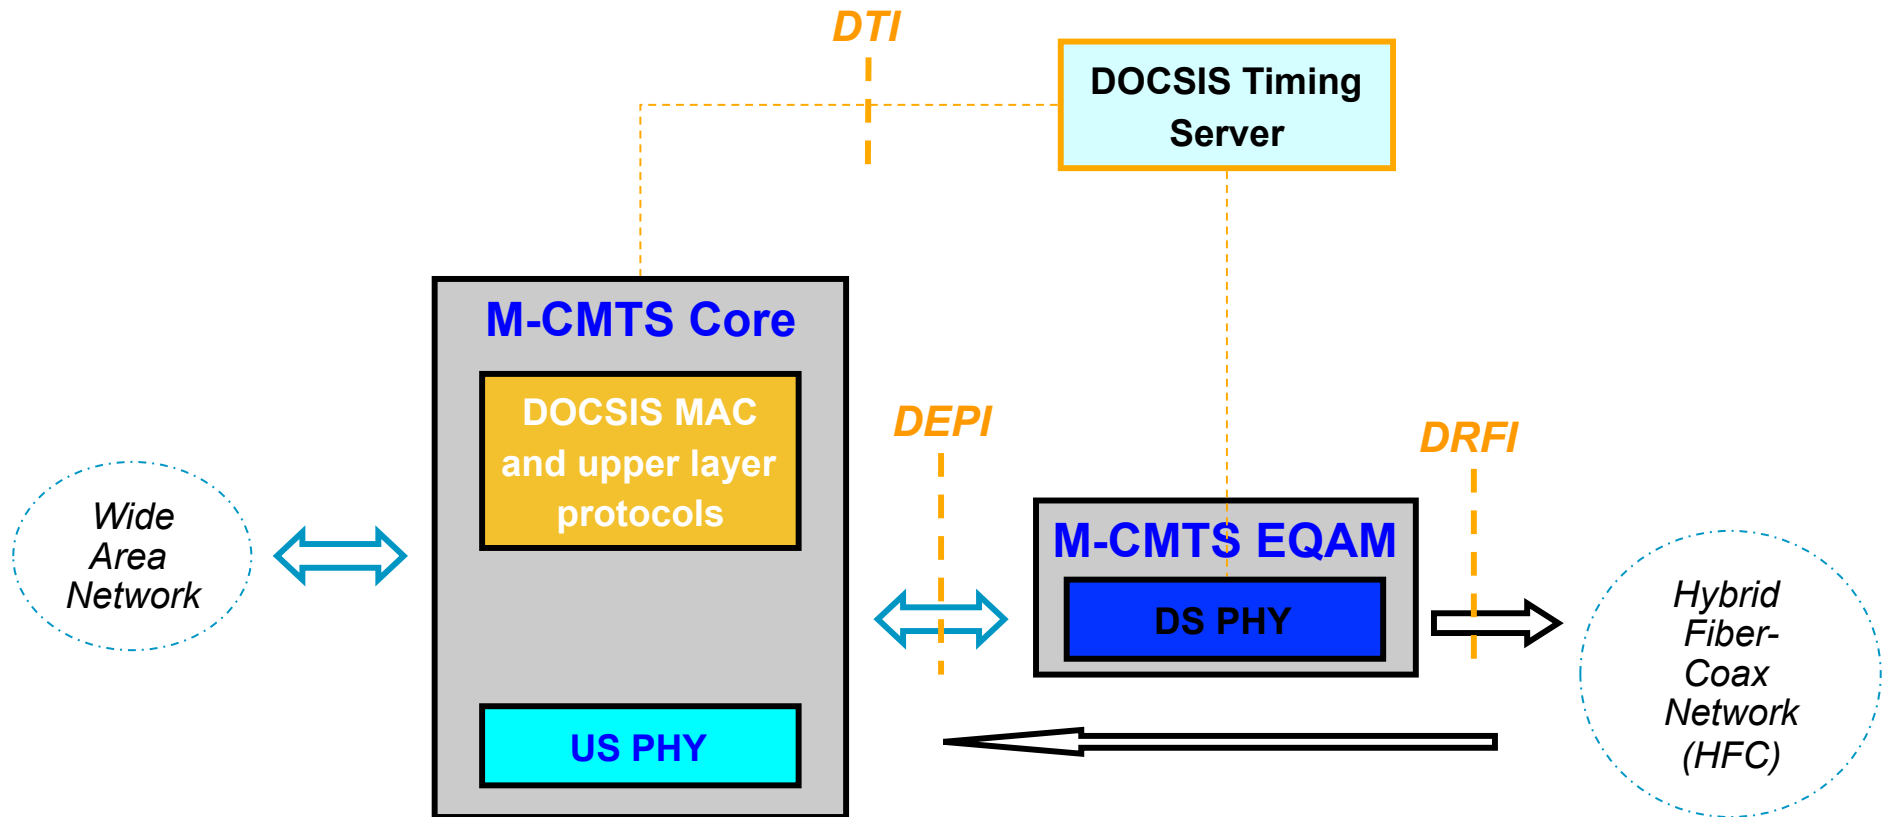 DTI
DOCSIS Timing
Server
M-CMTS Core
DOCSIS MAC
and upper layer
protocols
US PHY
Wide
Area
Network
DEPI
M-CMTS EQAM
DS PHY
DRFI
Hybrid
Fiber-
Coax
Network
(HFC)